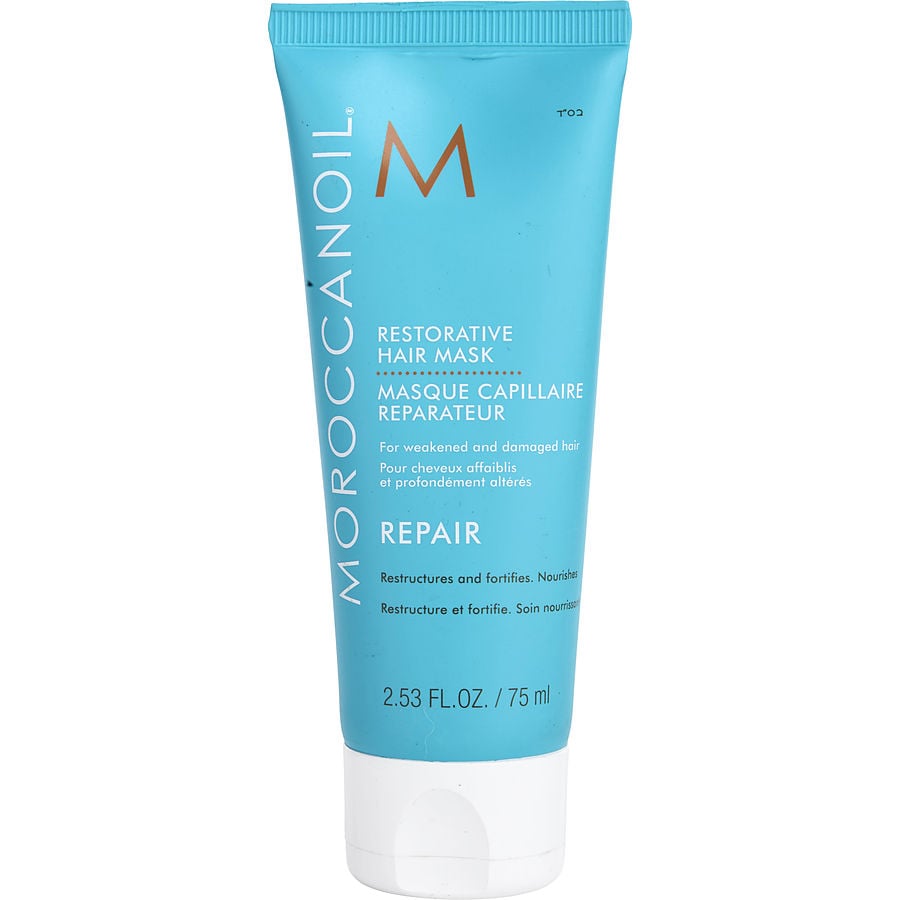 בס"ד
M
MOROCCANOIL®
RESTORATIVE
HAIR MASK
MASQUE CAPILLAIRE
REPARATEUR
For weakened and damaged hair
Pour cheveux affaiblis
et profondément altérés
REPAIR
Restructures and fortifies. Nourishes
Restructure et fortifie. Soin
2.53 FL.OZ. / 75 ml